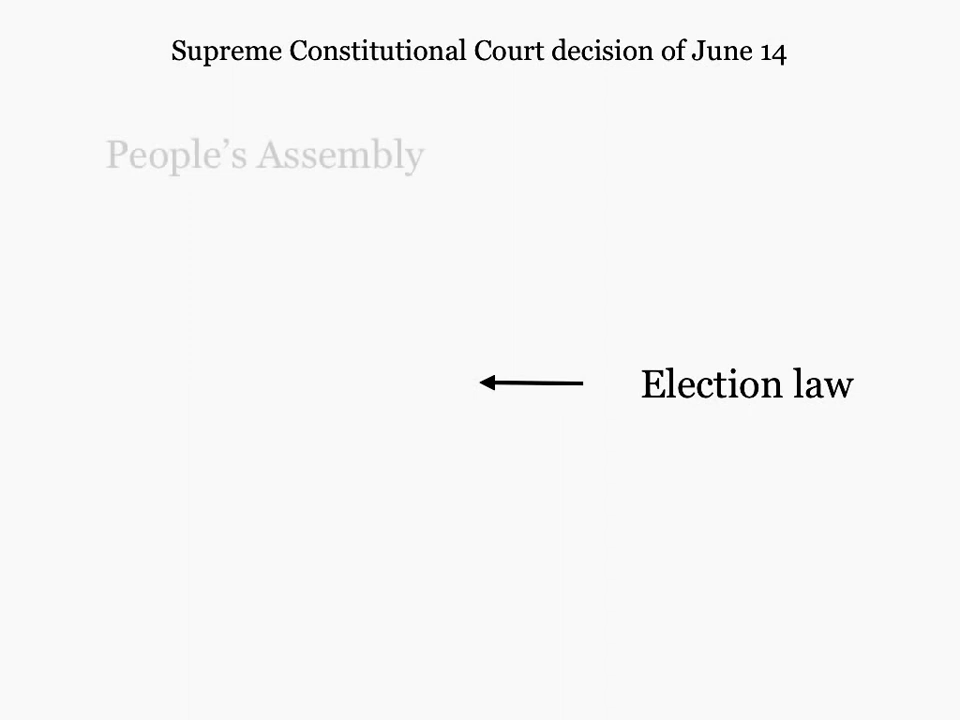 Supreme Constitutional Court decision of June 14
People’s Assembly
Election law